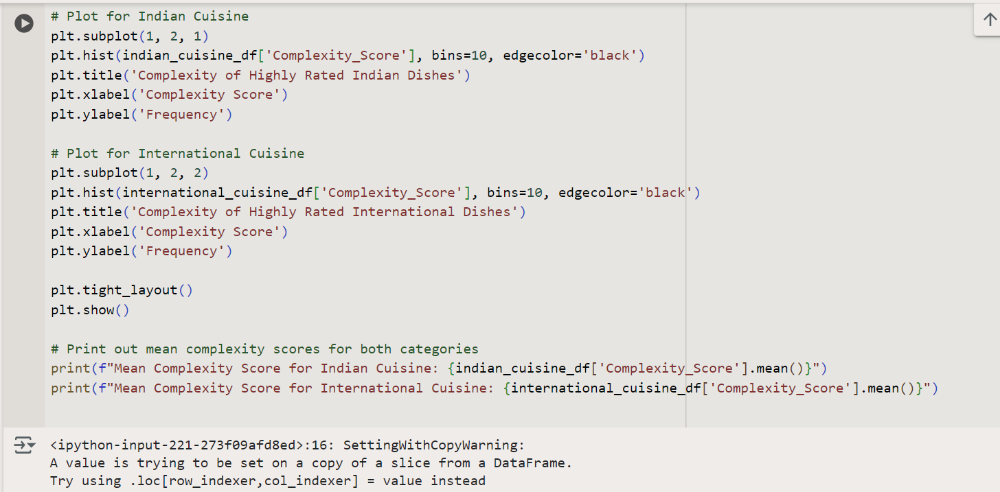 # Plot for Indian Cuisine
plt.subplot(1, 2, 1)
plt.hist(indian_cuisine_df['Complexity_Score'], bins=10, edgecolor='black')
plt.title('Complexity of Highly Rated Indian Dishes')
plt.xlabel('Complexity Score')
plt.ylabel('Frequency')

# Plot for International Cuisine
plt.subplot(1, 2, 2)
plt.hist(international_cuisine_df['Complexity_Score'], bins=10, edgecolor='black')
plt.title('Complexity of Highly Rated International Dishes')
plt.xlabel('Complexity Score')
plt.ylabel('Frequency')

plt.tight_layout()
plt.show()

# Print out mean complexity scores for both categories
print(f"Mean Complexity Score for Indian Cuisine: {indian_cuisine_df['Complexity_Score'].mean()}")
print(f"Mean Complexity Score for International Cuisine: {international_cuisine_df['Complexity_Score'].mean()}")

<ipython-input-221-273f09afd8ed>:16: SettingWithCopyWarning:
A value is trying to be set on a copy of a slice from a DataFrame.
Try using .loc[row_indexer,col_indexer] = value instead